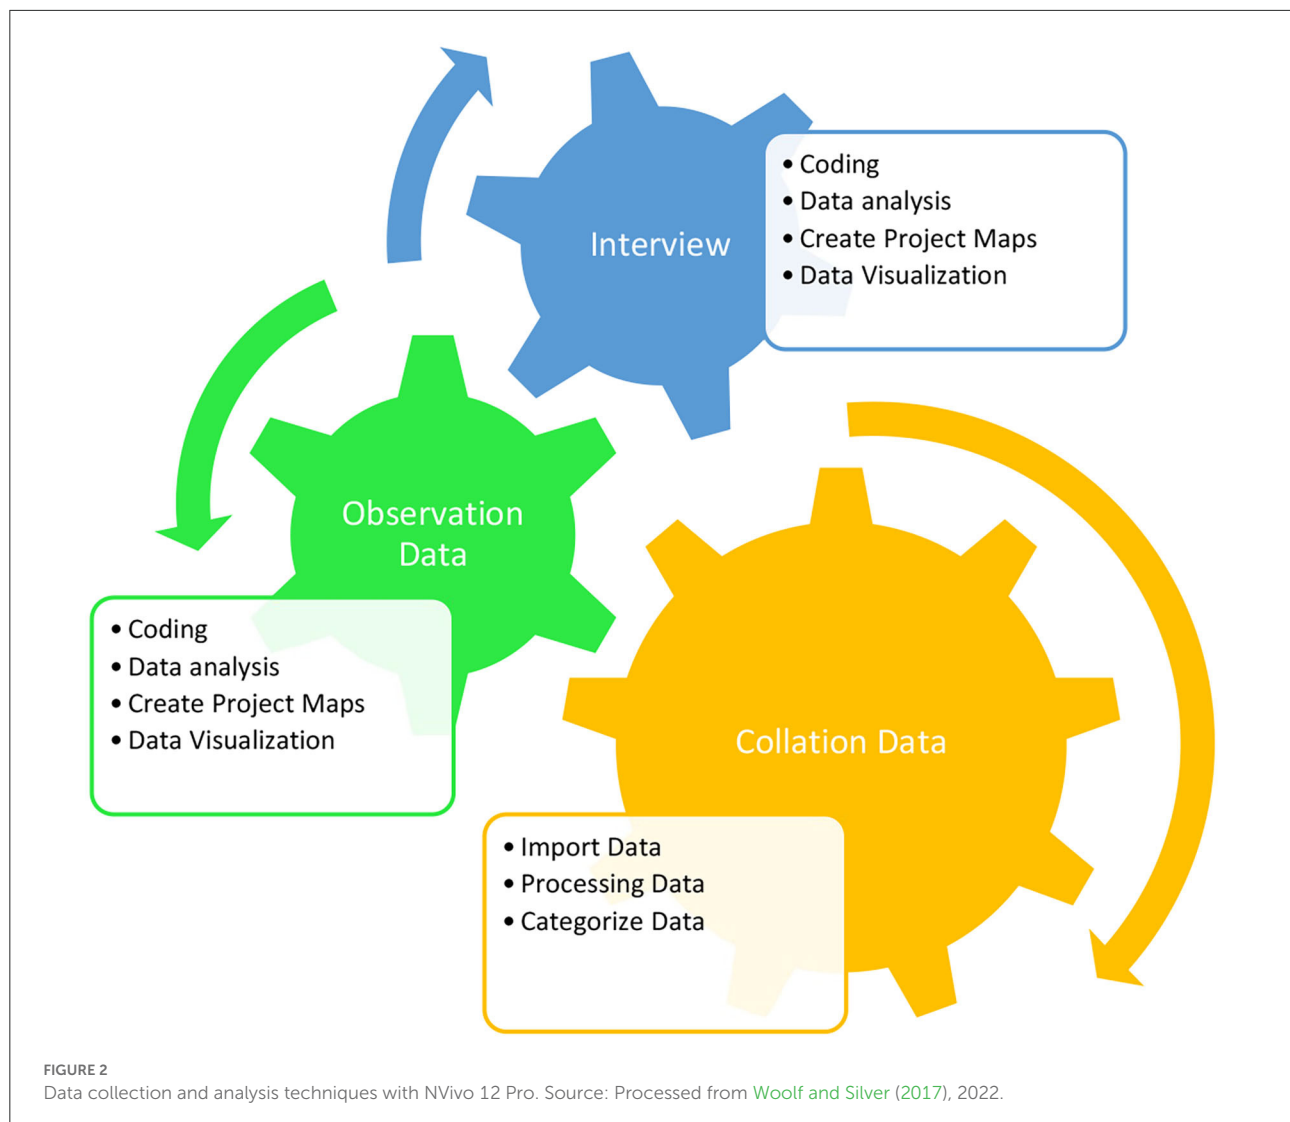 Interview
• Coding
• Data analysis
• Create Project Maps
• Data Visualization
Observation
Data
• Coding
• Data analysis
• Create Project Maps
• Data Visualization
Collation Data
• Import Data
• Processing Data
• Categorize Data
FIGURE 2
Data collection and analysis techniques with NVivo 12 Pro. Source: Processed from Woolf and Silver (2017), 2022.